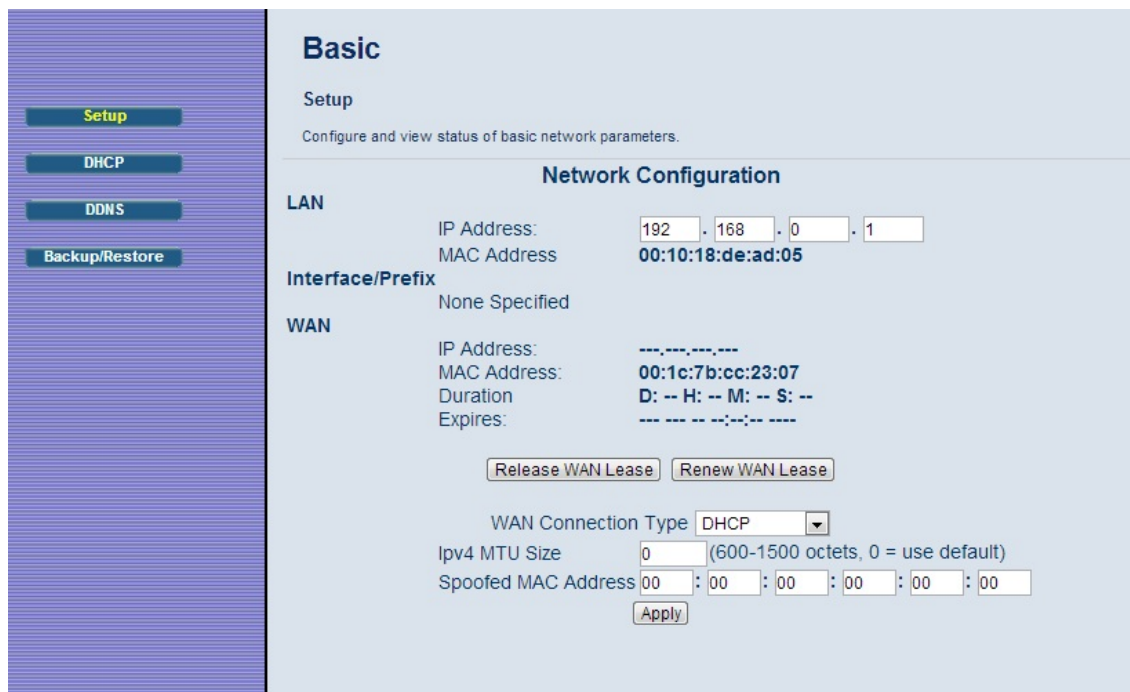 Setup
DHCP
DDNS
Backup/Restore
Basic
Setup
Configure and view status of basic network parameters.
Network Configuration
LAN
IP Address: 192 . 168 . 0 . 1
MAC Address 00:10:18:de:ad:05
Interface/Prefix
None Specified
WAN
IP Address: ---.---.---.---
MAC Address: 00:1c:7b:cc:23:07
Duration D: -- H: -- M: -- S: --
Expires: --- --- -- --:--:-- ----
Release WAN Lease Renew WAN Lease
WAN Connection Type DHCP
Ipv4 MTU Size 0 (600-1500 octets, 0 = use default)
Spoofed MAC Address 00 : 00 : 00 : 00 : 00 : 00
Apply